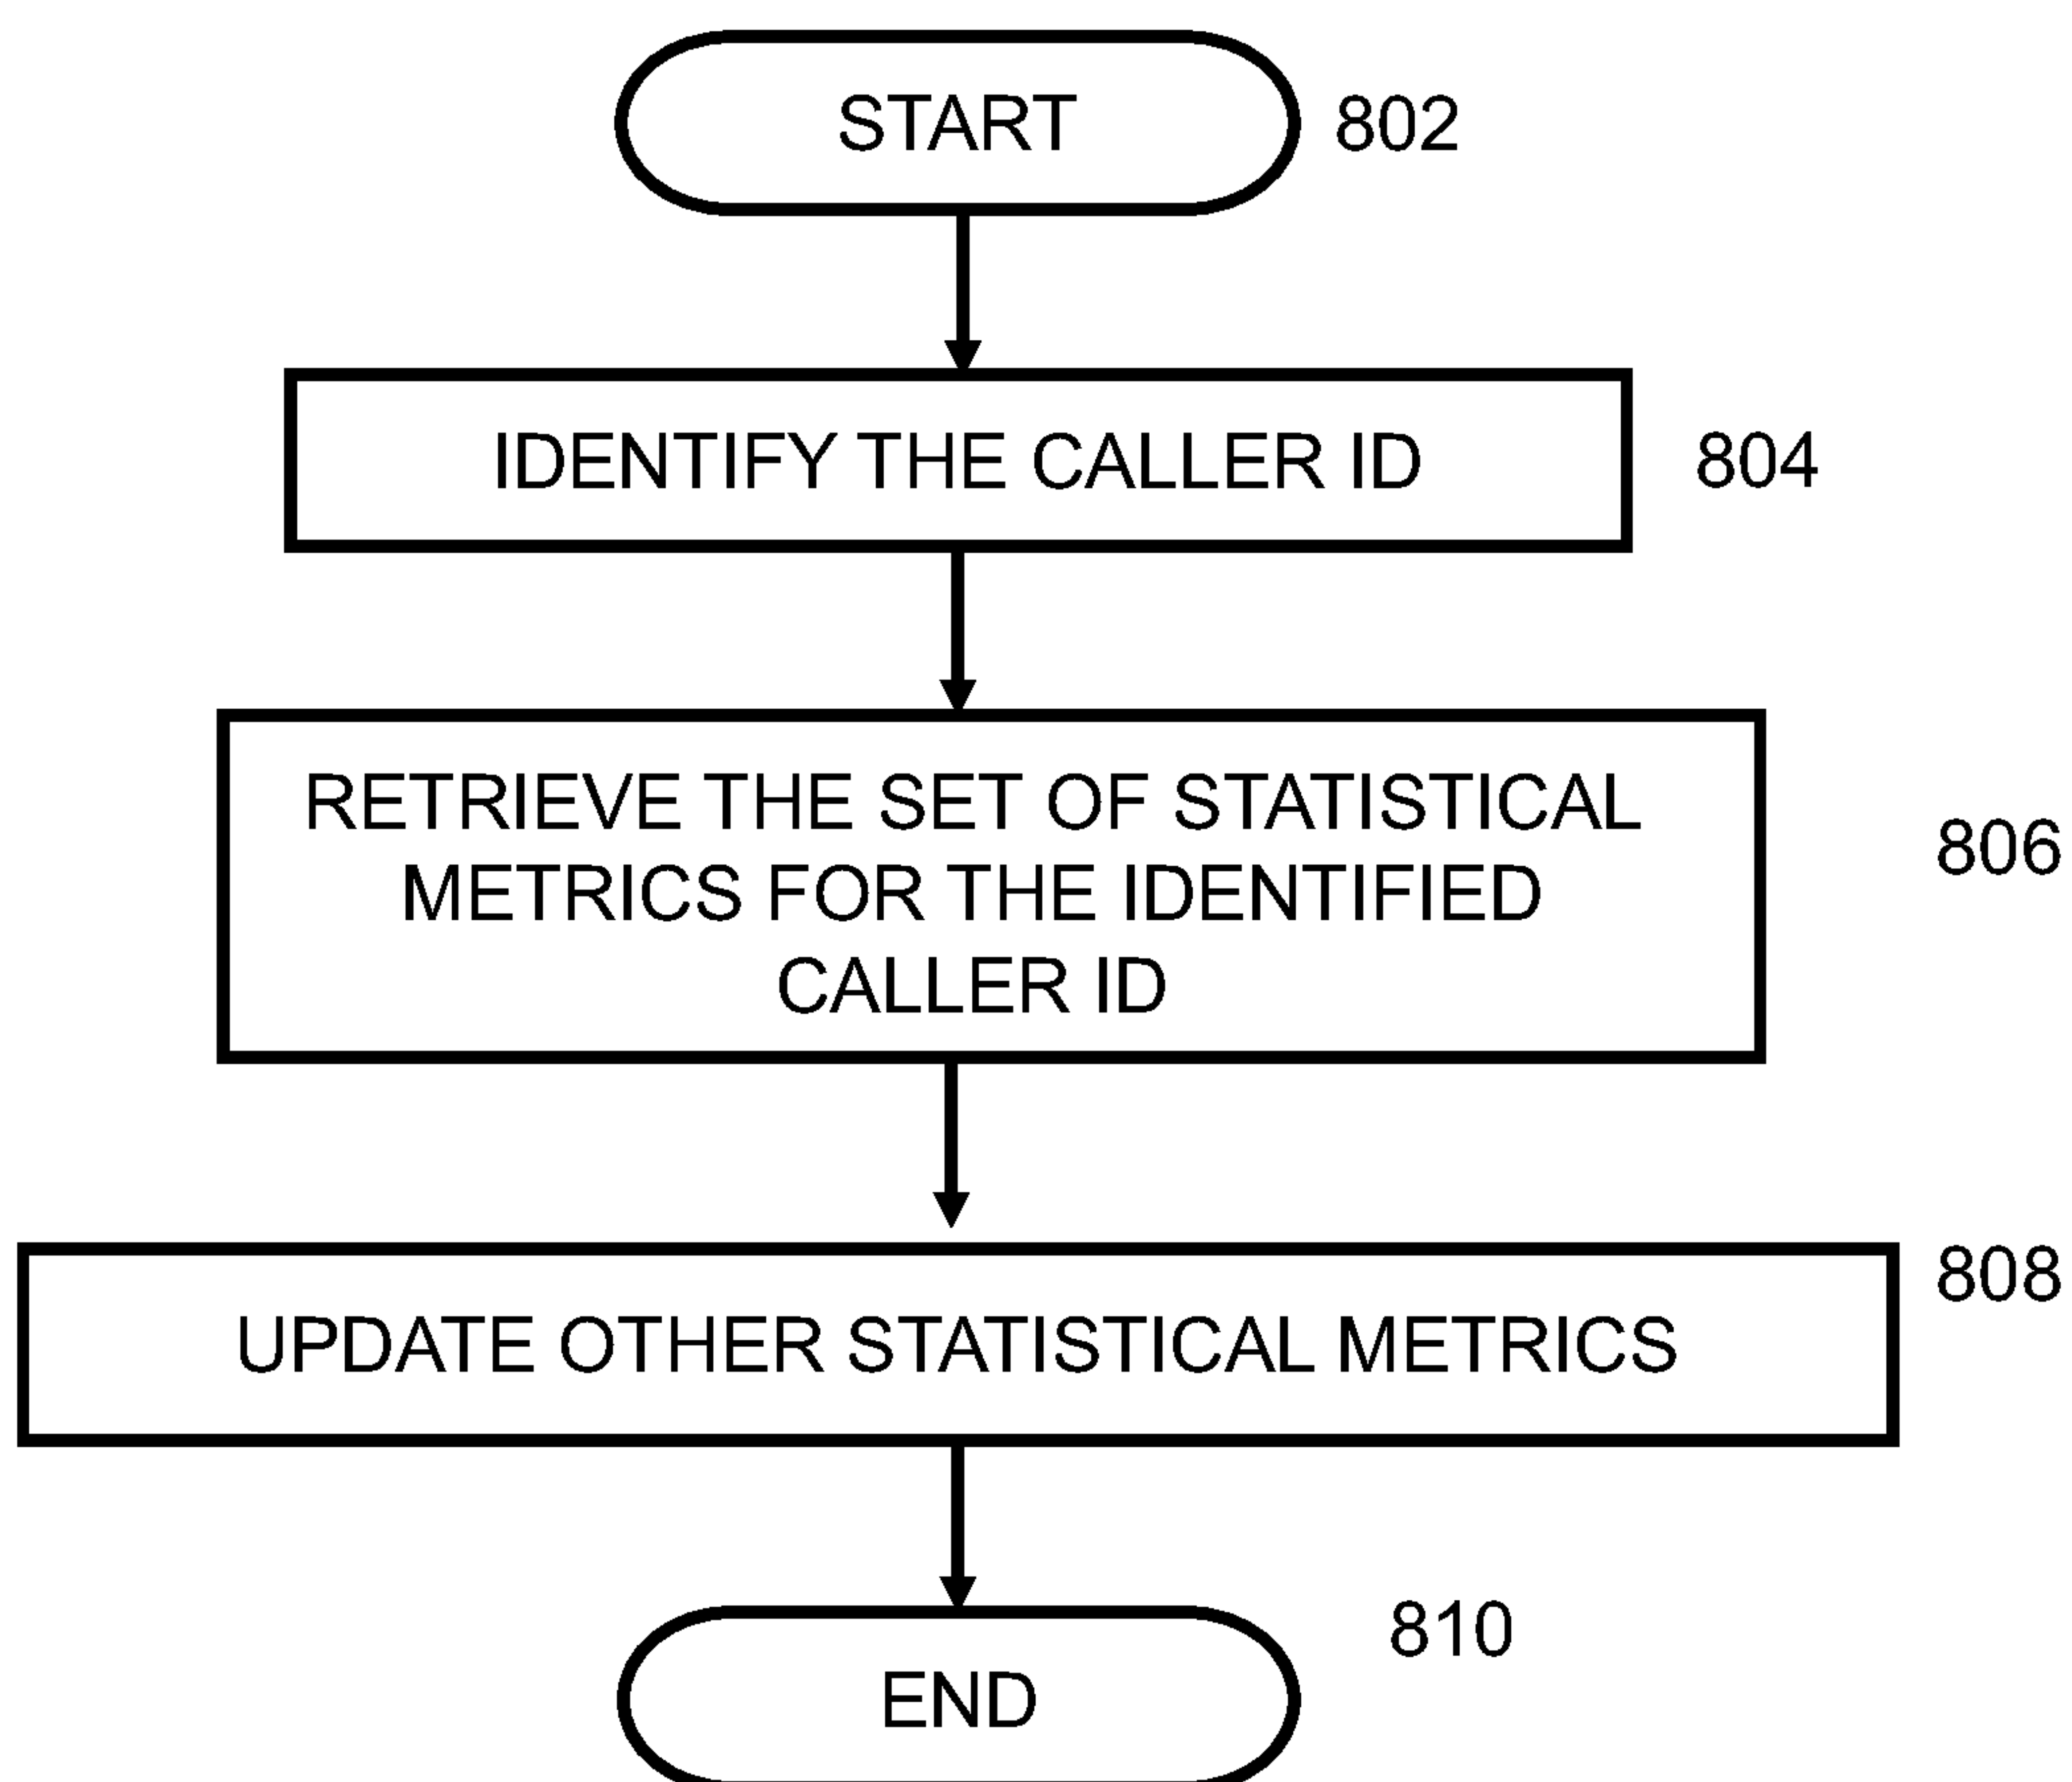 START
802
IDENTIFY THE CALLER ID
804
RETRIEVE THE SET OF STATISTICAL
METRICS FOR THE IDENTIFIED
CALLER ID
806
UPDATE OTHER STATISTICAL METRICS
808
END
810